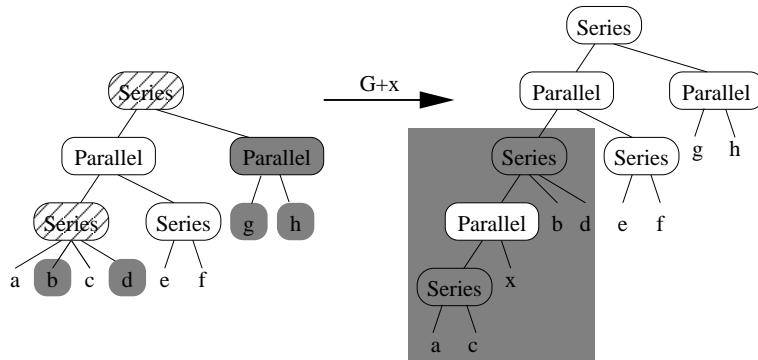 Series
G+x
Series
Parallel
Parallel
Parallel
Parallel
g h
Series
Series
Series
Series
g h
Parallel
b d e f
a b c d e f
Series
x
a c